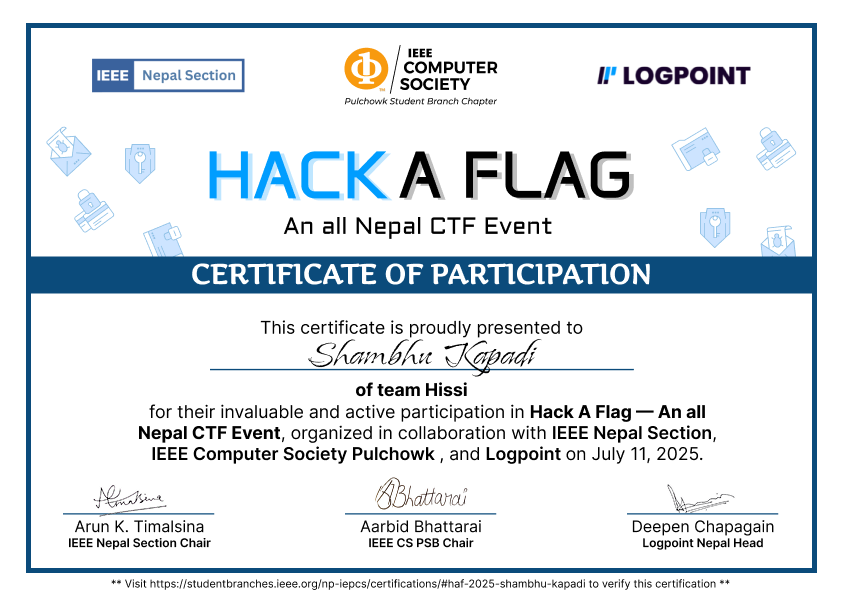 IEEE Nepal Section
IEEE
COMPUTER
SOCIETY
Pulchowk Student Branch Chapter
LOGPOINT
HACK A FLAG
An all Nepal CTF Event
CERTIFICATE OF PARTICIPATION
This certificate is proudly presented to
Shambhu Kapadi
of team Hissi
for their invaluable and active participation in Hack A Flag — An all
Nepal CTF Event, organized in collaboration with IEEE Nepal Section,
IEEE Computer Society Pulchowk , and Logpoint on July 11, 2025.
ABhattarai
Arun K. Timalsina
IEEE Nepal Section Chair
Aarbid Bhattarai
IEEE CS PSB Chair
Deepen Chapagain
Logpoint Nepal Head
** Visit https://studentbranches.ieee.org/np-iepcs/certifications/#haf-2025-shambhu-kapadi to verify this certification **